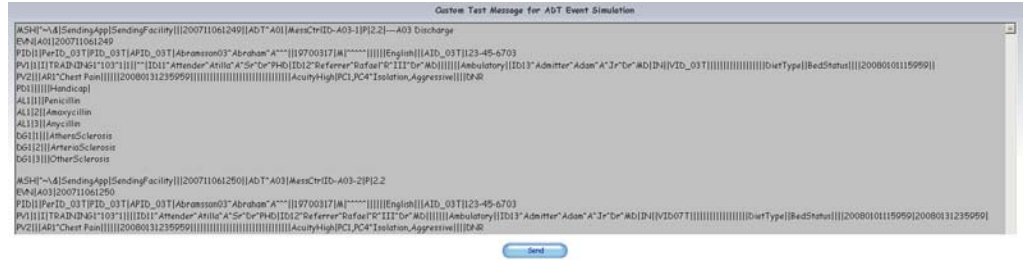 Custom Test Message for ADT Event Simulation
MSH|^~\&|SendingApp|SendingFacility|||200711061249||ADT^A01|MessCtrlID-A03-1|P|2.2|---A03 Discharge
EVN|A01|200711061249
PID|1|PerID_03T|PID_03T|APID_03T|Abramsson03^Abraham^A^^^||19700317|M|^^^^||||||English|||AID_03T|123-45-6703
PV1|1|I|TRAINING1^103^1||||^^|ID11^Attender^Atilla^A^Sr^Dr^PHD|ID12^Referrer^Rafael^R^III^Dr^MD|||||||Ambulatory||ID13^Admitter^Adam^A^Jr^Dr^MD|IN||VID_03T||||||||||||||||||DietType||BedStatus||||20080101115959||
PV2|||AR1^Chest Pain||||||20080131235959||||||||||||||||||||||||||||AcuityHigh|PC1,PC4^Isolation,Aggressive||||DNR
PD1||||||Handicap|
AL1|1||Penicillin
AL1|2||Amoxycillin
AL1|3||Anycillin
DG1|1|||AtheroSclerosis
DG1|2|||ArterioSclerosis
DG1|3|||OtherSclerosis
MSH|^~\&|SendingApp|SendingFacility|||200711061250||ADT^A03|MessCtrlID-A03-2|P|2.2
EVN|A03|200711061250
PID|1|PerID_03T|PID_03T|APID_03T|Abramsson03^Abraham^A^^^||19700317|M|^^^^||||||English|||AID_03T|123-45-6703
PV1|1|I|TRAINING1^103^1||||ID11^Attender^Atilla^A^Sr^Dr^PHD|ID12^Referrer^Rafael^R^III^Dr^MD|||||||Ambulatory||ID13^Admitter^Adam^A^Jr^Dr^MD|IN||VID07T||||||||||||||||||DietType||BedStatus||||20080101115959|20080131235959|
PV2|||AR1^Chest Pain||||||20080131235959||||||||||||||||||||||||||||AcuityHigh|PC1,PC4^Isolation,Aggressive||||DNR
Send